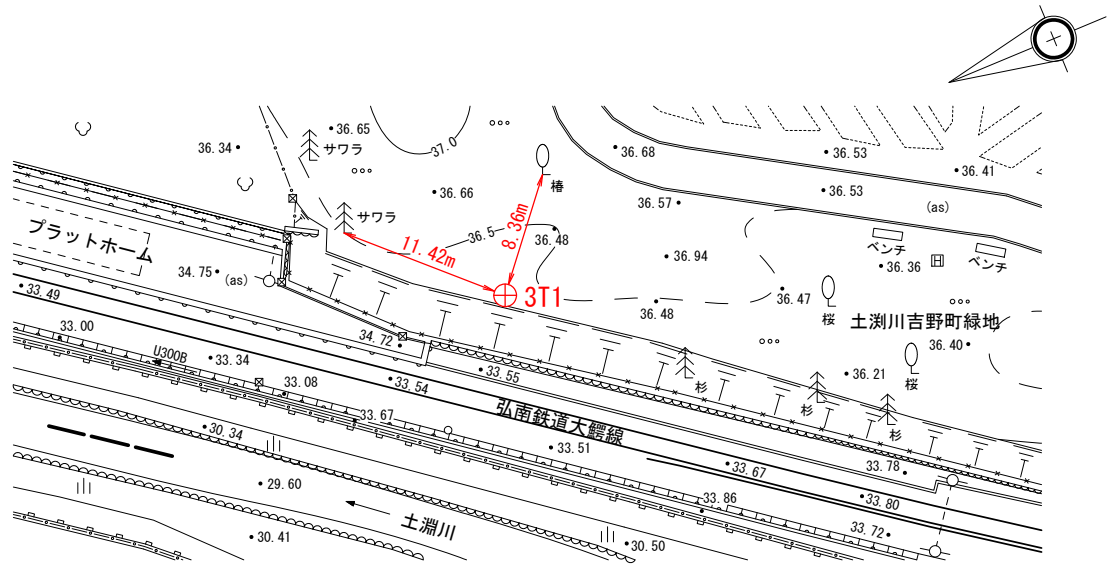 36.65
36.34
サワラ
37.0
36.68
36.53
36.41
36.66
椿
36.53
36.57
(as)
サワラ
プラットホーム
11.42m
36.5
36.48
8.36m
36.94
ベンチ
36.36
H
ベンチ
34.75
(as)
33.49
3T1
36.48
36.47
桜
土渕川吉野町緑地
36.40
33.00
U300B
33.34
34.72
33.55
33.08
33.54
杉
36.21
桜
杉
杉
33.67
弘南鉄道大鰐線
30.34
33.51
33.67
33.78
29.60
33.86
33.80
土淵川
33.72
30.41
30.50